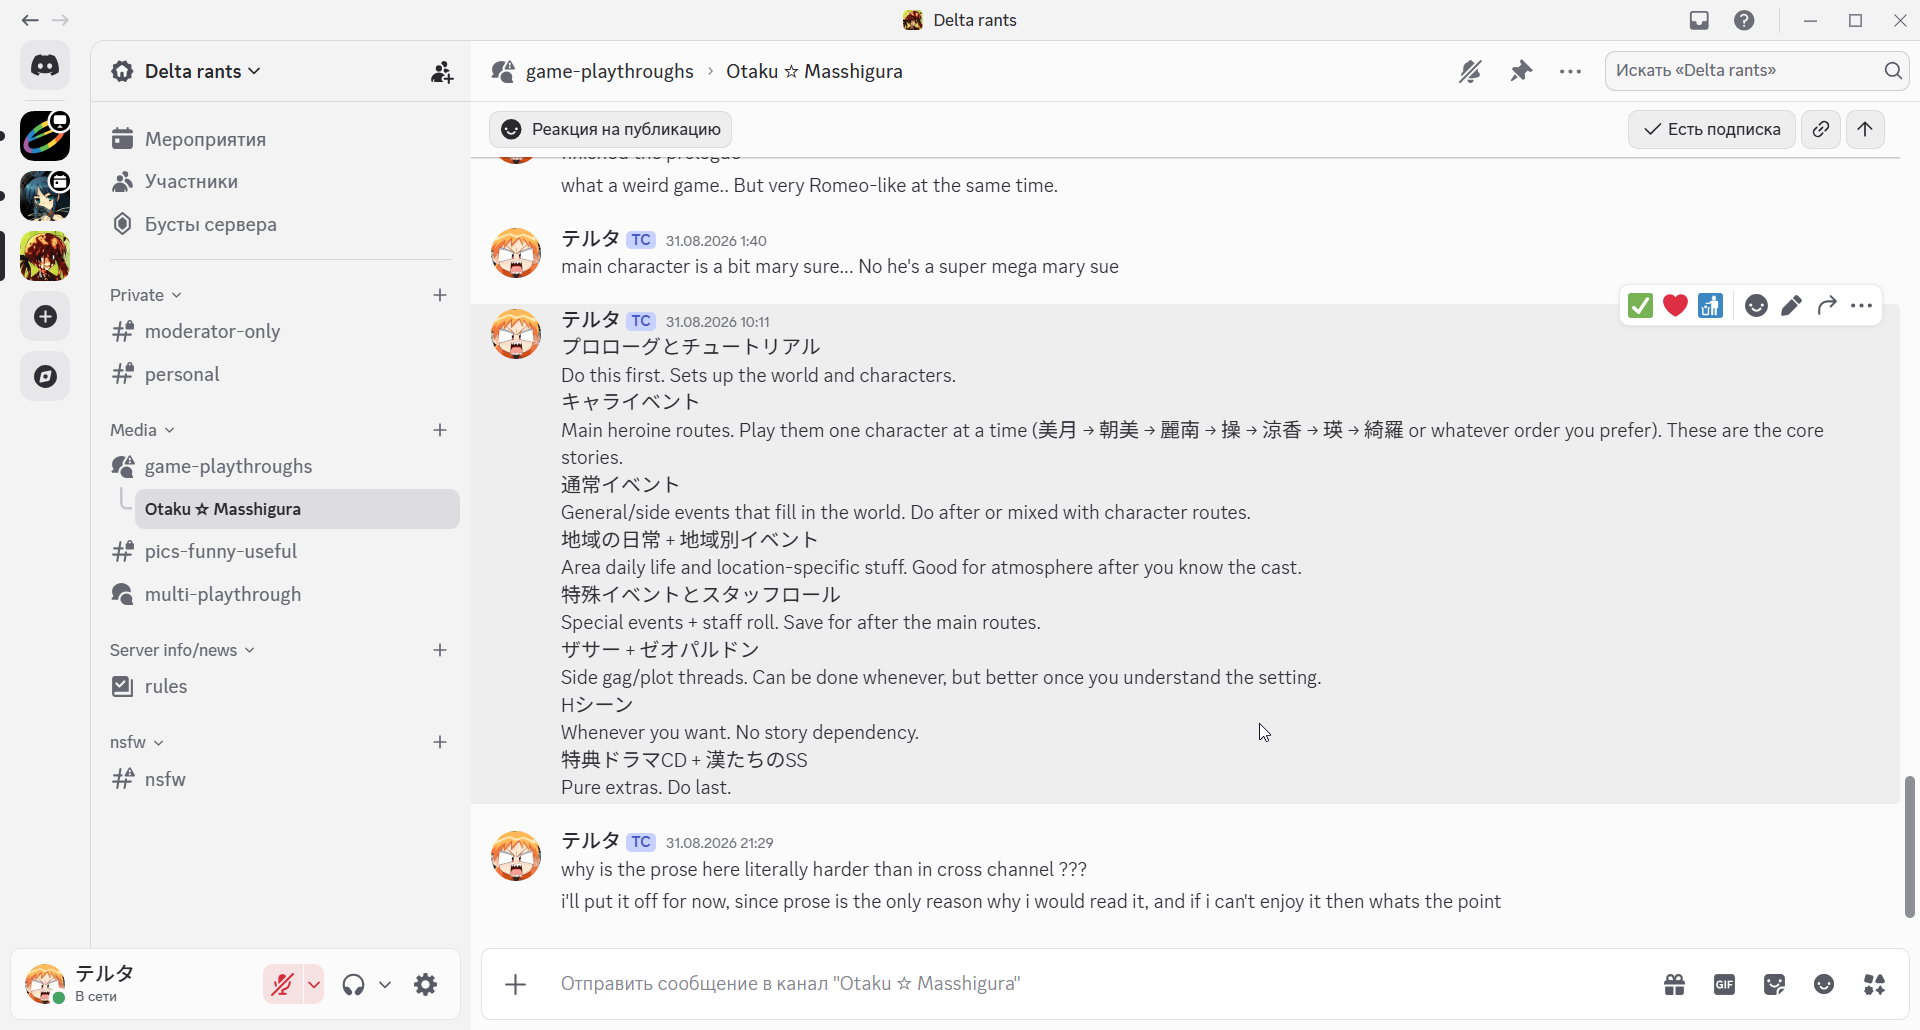 Delta rants
Delta rants
Мероприятия
Участники
Бусты сервера
Private
moderator-only
personal
Media
game-playthroughs
Otaku ☆ Masshigura
pics-funny-useful
multi-playthrough
Server info/news
rules
nsfw
nsfw
テルタ
В сети
game-playthroughs › Otaku ☆ Masshigura
Искать «Delta rants»
Реакция на публикацию
Есть подписка
finished the prologue
what a weird game.. But very Romeo-like at the same time.
テルタ TC 31.08.2026 1:40
main character is a bit mary sure... No he's a super mega mary sue
テルタ TC 31.08.2026 10:11
プロローグとチュートリアル
Do this first. Sets up the world and characters.
キャライベント
Main heroine routes. Play them one character at a time (美月 → 朝美 → 麗南 → 操 → 涼香 → 瑛 → 綺羅 or whatever order you prefer). These are the core
stories.
通常イベント
General/side events that fill in the world. Do after or mixed with character routes.
地域の日常 + 地域別イベント
Area daily life and location-specific stuff. Good for atmosphere after you know the cast.
特殊イベントとスタッフロール
Special events + staff roll. Save for after the main routes.
ザサー + ゼオパルドン
Side gag/plot threads. Can be done whenever, but better once you understand the setting.
Hシーン
Whenever you want. No story dependency.
特典ドラマCD + 漢たちのSS
Pure extras. Do last.
テルタ TC 31.08.2026 21:29
why is the prose here literally harder than in cross channel ???
i'll put it off for now, since prose is the only reason why i would read it, and if i can't enjoy it then whats the point
Отправить сообщение в канал "Otaku ☆ Masshigura"
GIF